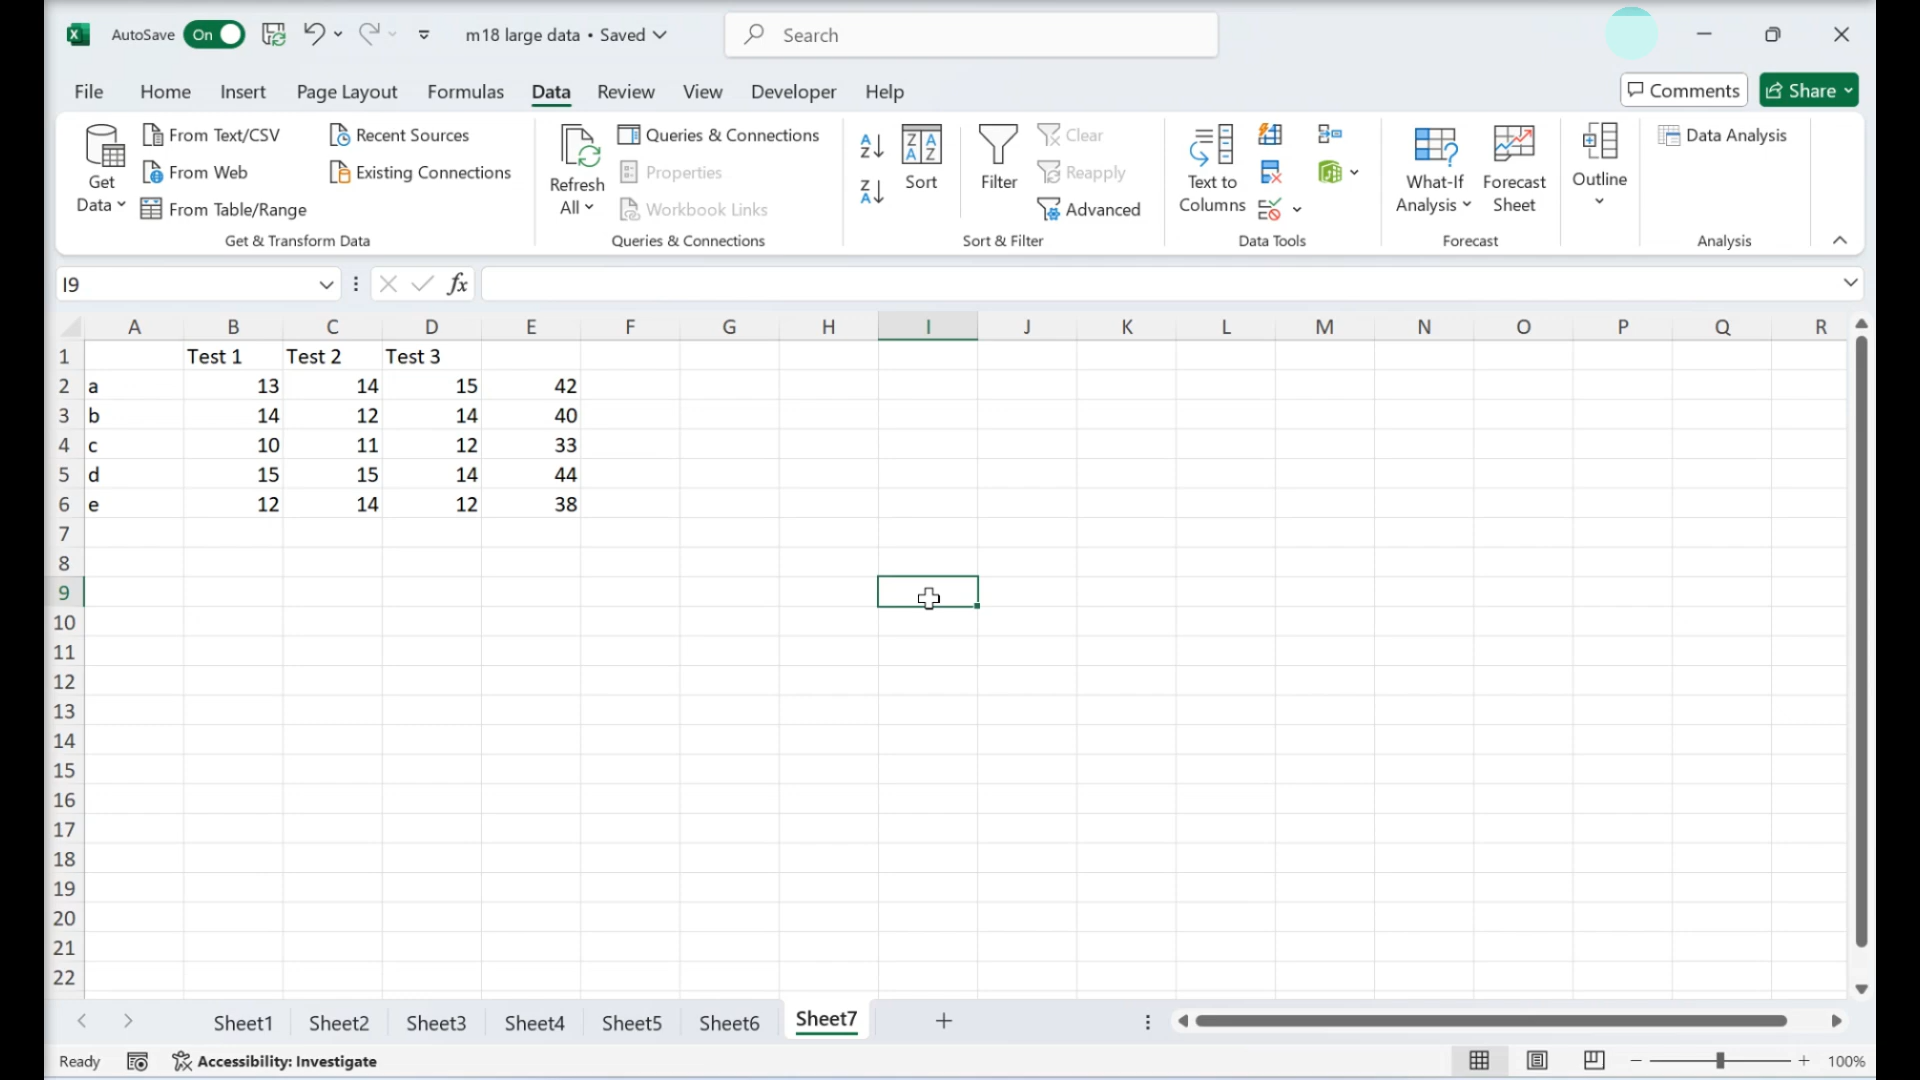 AutoSave On m18 large data • Saved Search
File Home Insert Page Layout Formulas Data Review View Developer Help Comments Share
Get Data From Text/CSV From Web From Table/Range Recent Sources Existing Connections
Get & Transform Data
Refresh All Queries & Connections Properties Workbook Links
Queries & Connections
Sort Filter Clear Reapply Advanced
Sort & Filter
Text to Columns
Data Tools
What-If Analysis Forecast Sheet
Forecast
Outline
Data Analysis
Analysis
I9 fx
A B C D E F G H I J K L M N O P Q R
1 Test 1 Test 2 Test 3
2 a 13 14 15 42
3 b 14 12 14 40
4 c 10 11 12 33
5 d 15 15 14 44
6 e 12 14 12 38
7
8
9
10
11
12
13
14
15
16
17
18
19
20
21
22
Sheet1 Sheet2 Sheet3 Sheet4 Sheet5 Sheet6 Sheet7
Ready Accessibility: Investigate 100%